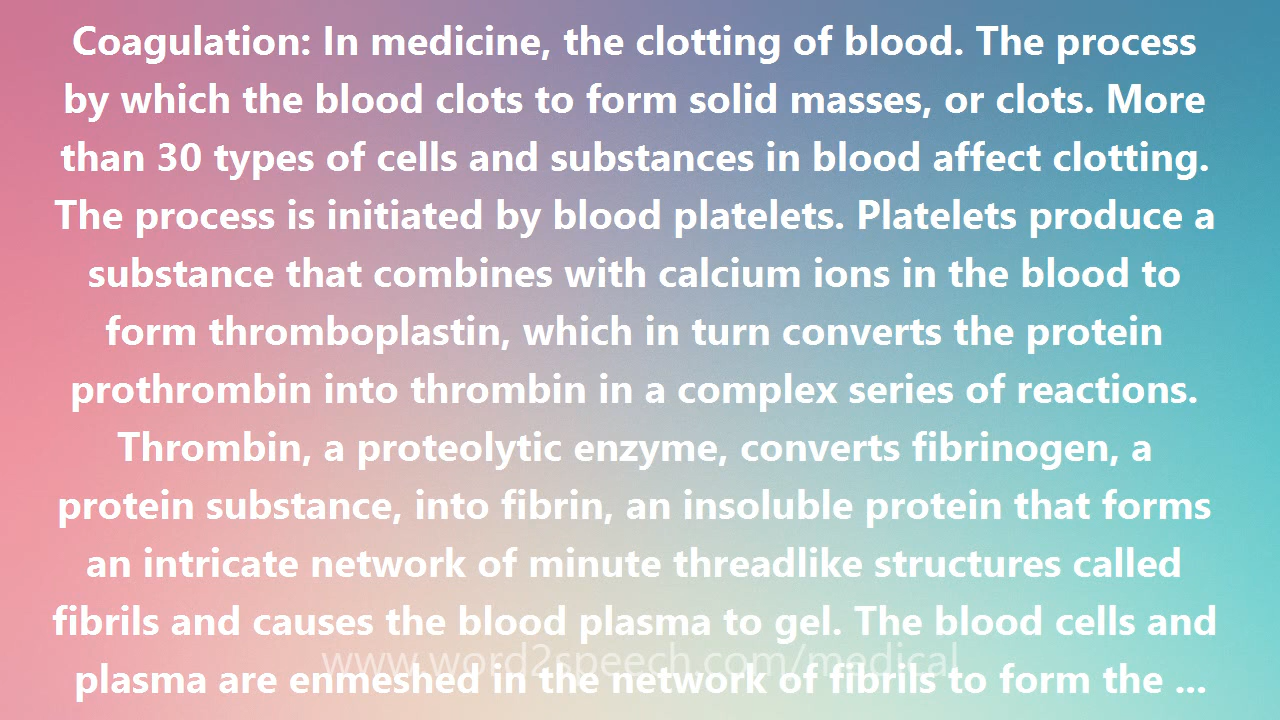 Coagulation: In medicine, the clotting of blood. The process
by which the blood clots to form solid masses, or clots. More
than 30 types of cells and substances in blood affect clotting.
The process is initiated by blood platelets. Platelets produce a
substance that combines with calcium ions in the blood to
form thromboplastin, which in turn converts the protein
prothrombin into thrombin in a complex series of reactions.
Thrombin, a proteolytic enzyme, converts fibrinogen, a
protein substance, into fibrin, an insoluble protein that forms
an intricate network of minute threadlike structures called
fibrils and causes the blood plasma to gel. The blood cells and
www.word2speech.com/medical
plasma are enmeshed in the network of fibrils to form the ...